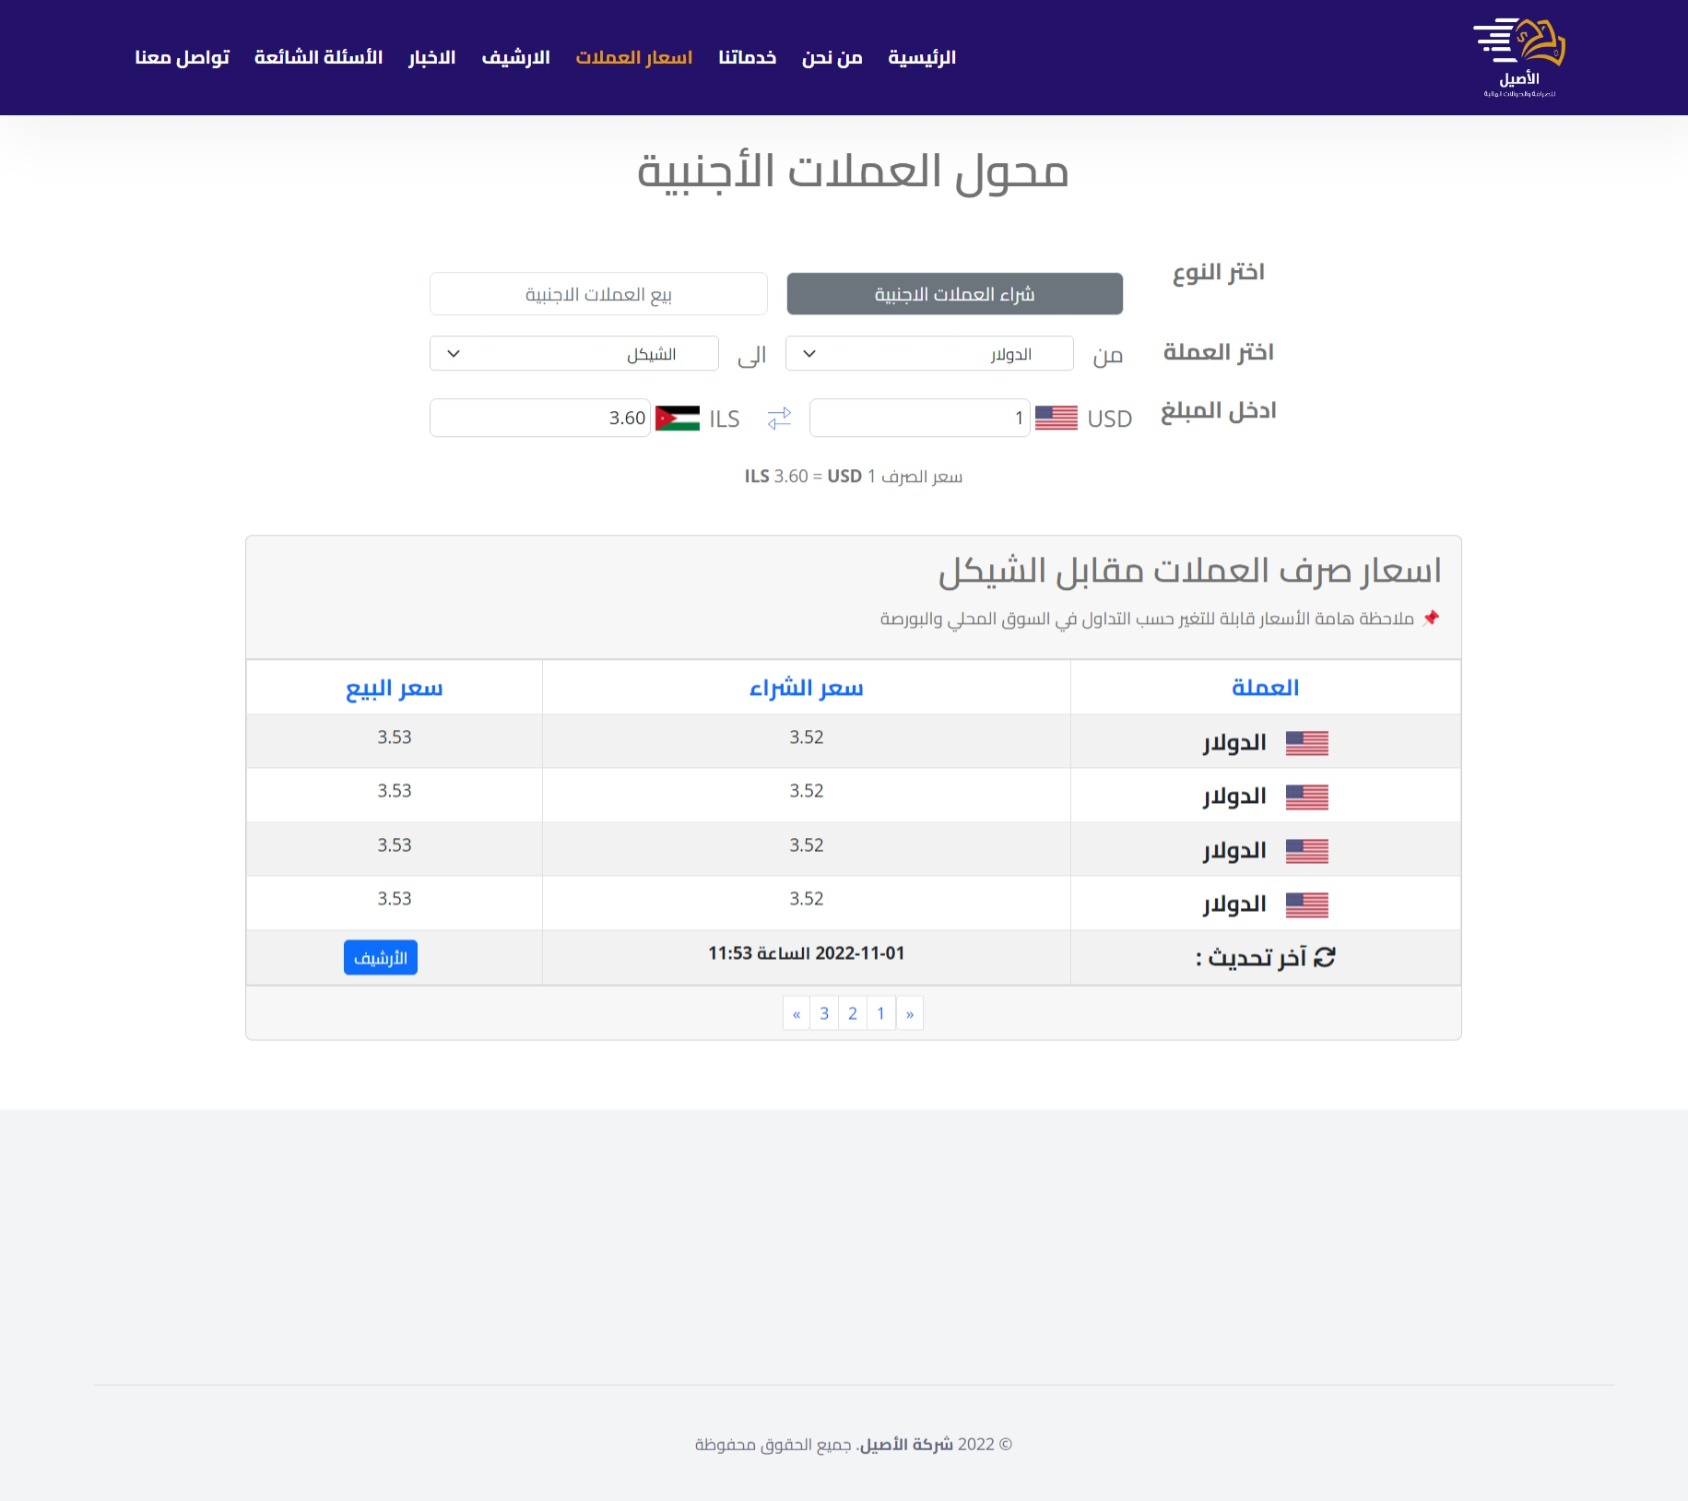 الأصيل
الرئيسية من نحن خدماتنا اسعار العملات الارشيف الاخبار الأسئلة الشائعة تواصل معنا
محول العملات الأجنبية
اختر النوع
شراء العملات الاجنبية
بيع العملات الاجنبية
اختر العملة
من
الدولار
الى
الشيكل
ادخل المبلغ
USD
1
ILS
3.60
سعر الصرف 1 USD = 3.60 ILS
اسعار صرف العملات مقابل الشيكل
📌 ملاحظة هامة الأسعار قابلة للتغير حسب التداول في السوق المحلي والبورصة
العملة سعر الشراء سعر البيع
الدولار 3.52 3.53
الدولار 3.52 3.53
الدولار 3.52 3.53
الدولار 3.52 3.53
آخر تحديث : 2022-11-01 الساعة 11:53 الأرشيف
« 1 2 3 »
© 2022 شركة الأصيل. جميع الحقوق محفوظة